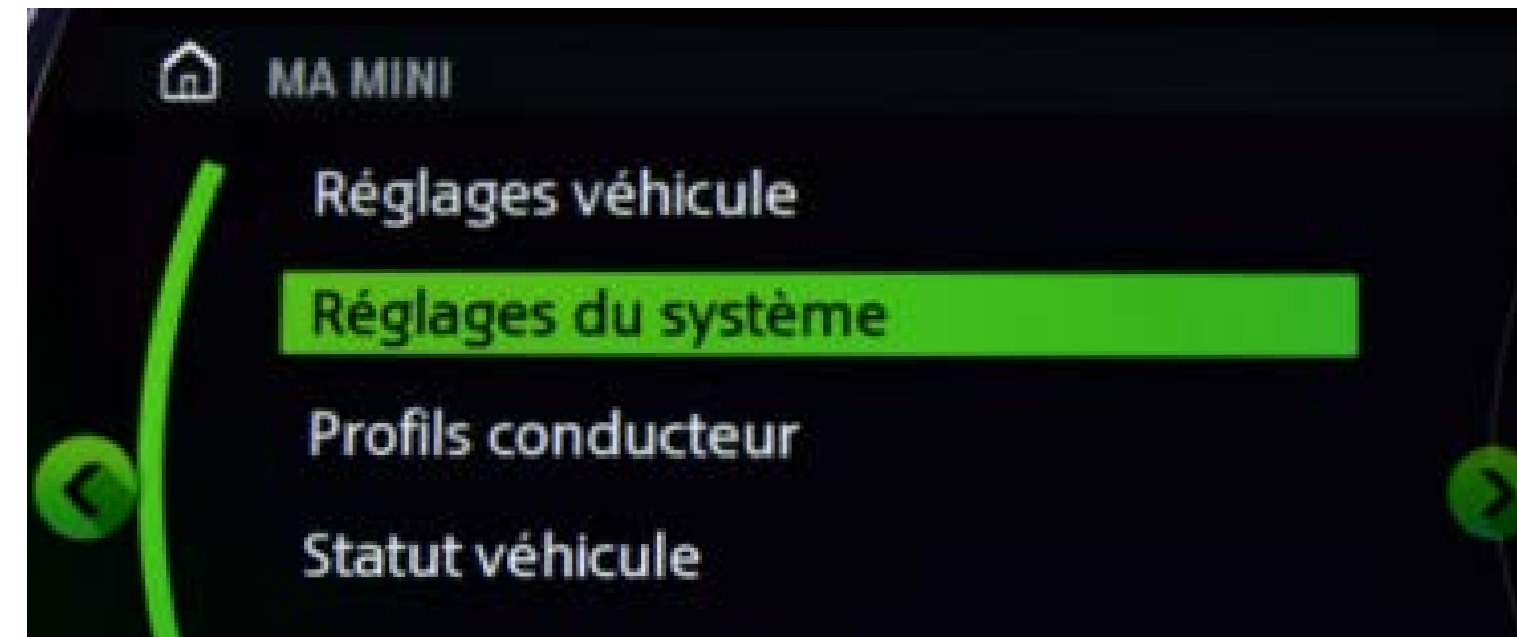 MA MINI
Réglages véhicule
Réglages du système
Profils conducteur
Statut véhicule